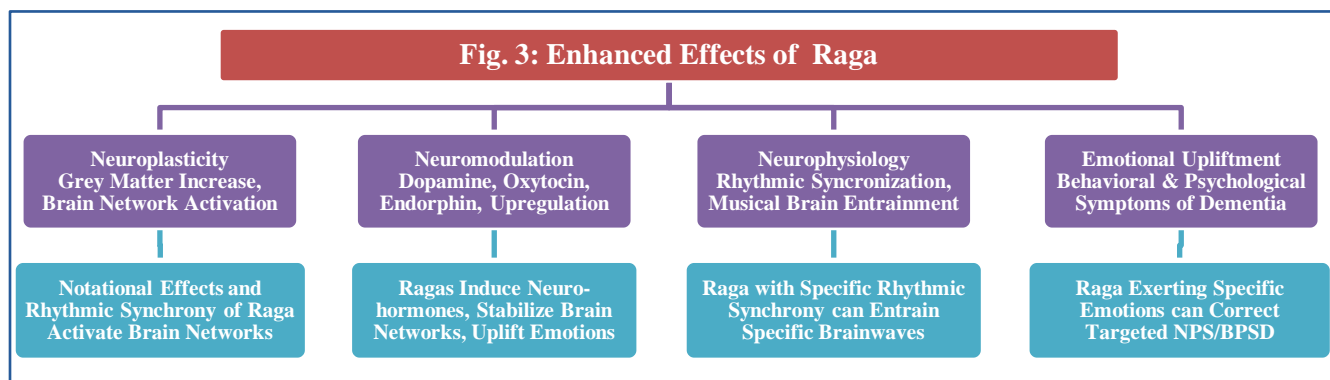 Fig. 3: Enhanced Effects of Raga
Neuroplasticity
Grey Matter Increase,
Brain Network Activation
Neuromodulation
Dopamine, Oxytocin,
Endorphin, Upregulation
Neurophysiology
Rhythmic Syncronization,
Musical Brain Entrainment
Emotional Upliftment
Behavioral & Psychological
Symptoms of Dementia
Notational Effects and
Rhythmic Synchrony of Raga
Activate Brain Networks
Ragas Induce Neuro-
hormones, Stabilize Brain
Networks, Uplift Emotions
Raga with Specific Rhythmic
Synchrony can Entrain
Specific Brainwaves
Raga Exerting Specific
Emotions can Correct
Targeted NPS/BPSD